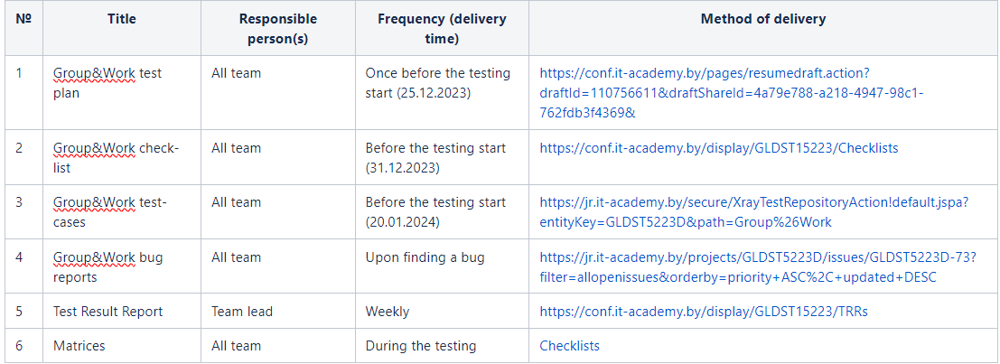 № Title Responsible person(s) Frequency (delivery time) Method of delivery
1 Group&Work test plan All team Once before the testing start (25.12.2023) https://conf.it-academy.by/pages/resumedraft.action?draftId=110756611&draftShareId=4a79e788-a218-4947-98c1-762fdb3f4369&
2 Group&Work check-list All team Before the testing start (31.12.2023) https://conf.it-academy.by/display/GLDST15223/Checklists
3 Group&Work test-cases All team Before the testing start (20.01.2024) https://jr.it-academy.by/secure/XrayTestRepositoryAction!default.jspa?entityKey=GLDST5223D&path=Group%26Work
4 Group&Work bug reports All team Upon finding a bug https://jr.it-academy.by/projects/GLDST5223D/issues/GLDST5223D-73?filter=allopenissues&orderby=priority+ASC%2C+updated+DESC
5 Test Result Report Team lead Weekly https://conf.it-academy.by/display/GLDST15223/TRRs
6 Matrices All team During the testing Checklists